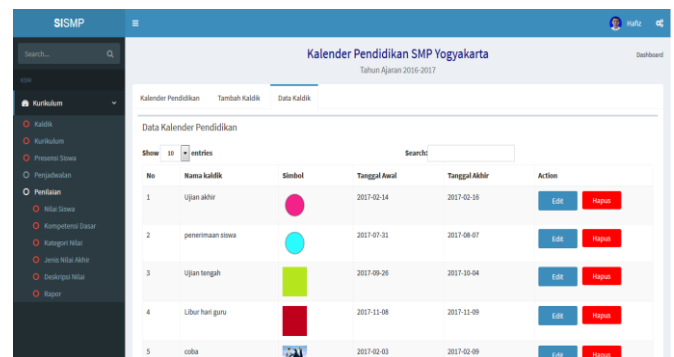 SISMP
Hafiz
Search...
Kalender Pendidikan SMP Yogyakarta
Dashboard
Tahun Ajaran 2016-2017
Kurikulum
Kalender Pendidikan Tambah Kaldik Data Kaldik
Kaldik
Kurikulum
Presensi Siswa
Penjadwalan
Penilaian
Nilai Siswa
Kompetensi Dasar
Kategori Nilai
Jenis Nilai Akhir
Deskripsi Nilai
Rapor
Data Kalender Pendidikan
Show 10 entries Search:
No Nama kaldik Simbol Tanggal Awal Tanggal Akhir Action
1 Ujian akhir 2017-02-14 2017-02-16 Edit Hapus
2 penerimaan siswa 2017-07-31 2017-08-07 Edit Hapus
3 Ujian tengah 2017-09-26 2017-10-04 Edit Hapus
4 Libur hari guru 2017-11-08 2017-11-09 Edit Hapus
5 coba 2017-02-03 2017-02-09 Edit Hapus